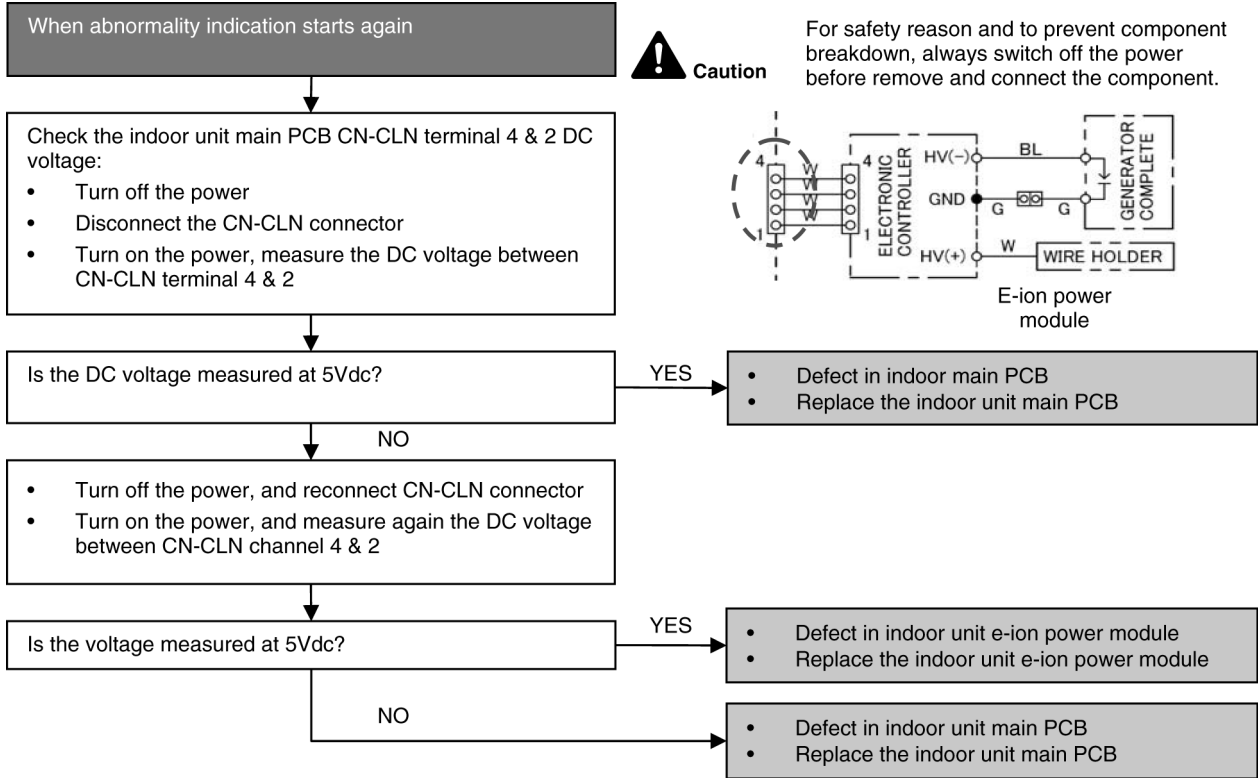 When abnormality indication starts again
Caution
For safety reason and to prevent component
breakdown, always switch off the power
before remove and connect the component.
Check the indoor unit main PCB CN-CLN terminal 4 & 2 DC
voltage:
• Turn off the power
• Disconnect the CN-CLN connector
• Turn on the power, measure the DC voltage between
CN-CLN terminal 4 & 2
4
1
W
W
W
W
4
1
ELECTRONIC
CONTROLLER
HV(−)
BL
GND
G
G
HV(+)
W
WIRE HOLDER
GENERATOR
COMPLETE
E-ion power
module
Is the DC voltage measured at 5Vdc?
YES
• Defect in indoor main PCB
• Replace the indoor unit main PCB
NO
• Turn off the power, and reconnect CN-CLN connector
• Turn on the power, and measure again the DC voltage
between CN-CLN channel 4 & 2
Is the voltage measured at 5Vdc?
YES
• Defect in indoor unit e-ion power module
• Replace the indoor unit e-ion power module
NO
• Defect in indoor unit main PCB
• Replace the indoor unit main PCB